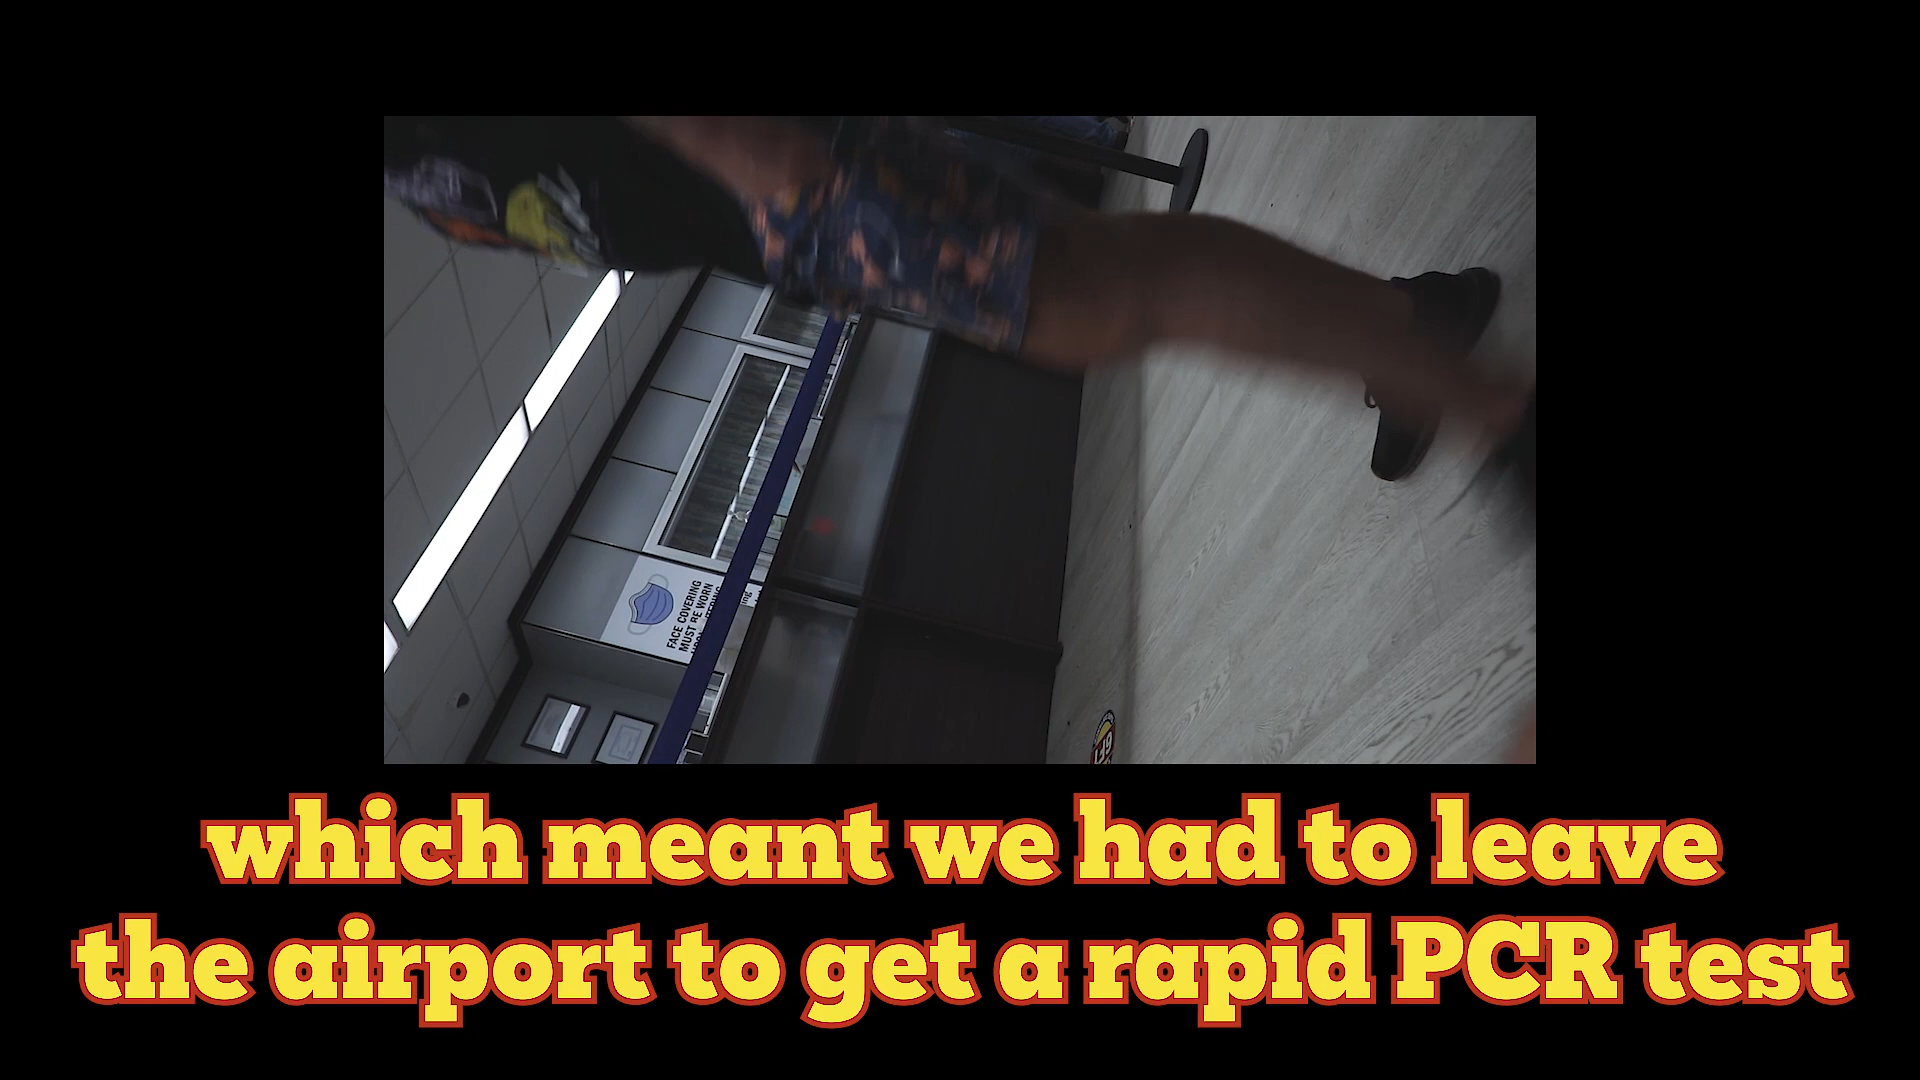 FACE COVERING
MUST BE WORN
which meant we had to leave
the airport to get a rapid PCR test